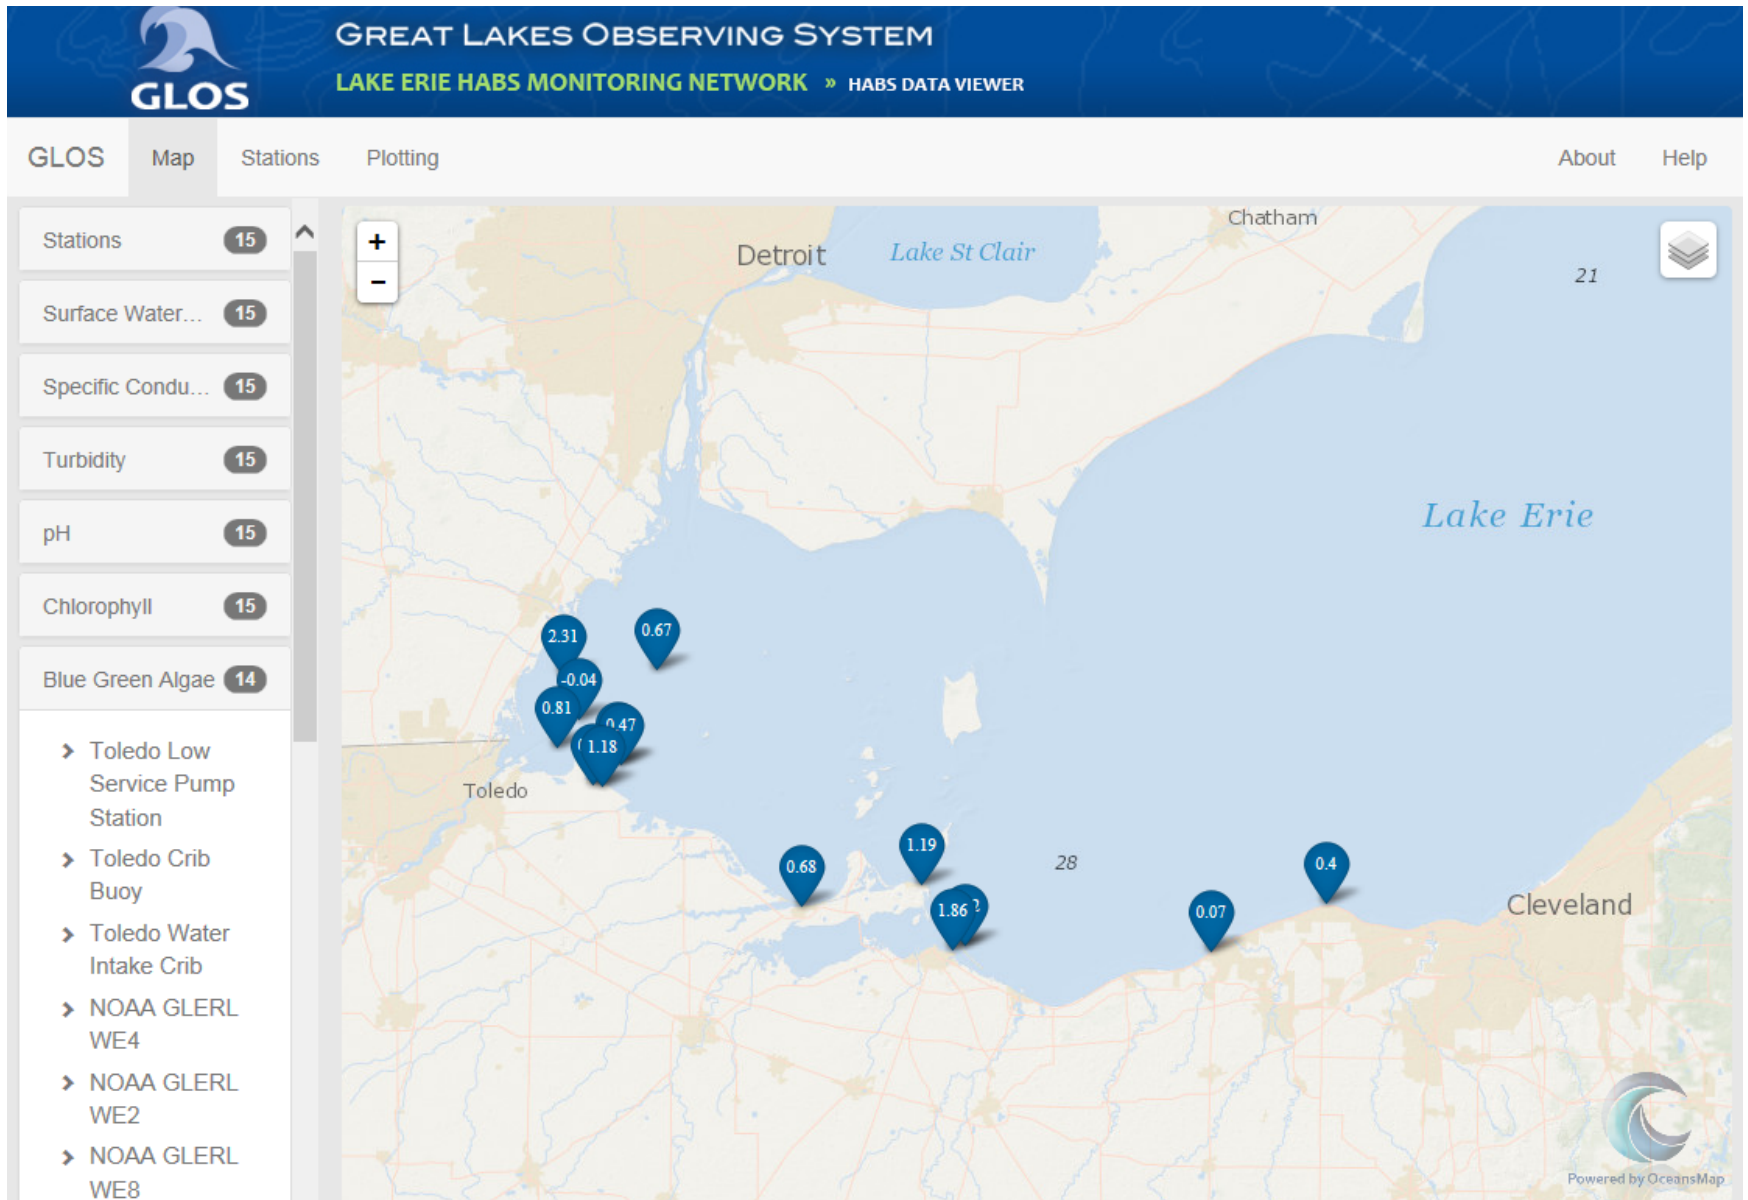 GREAT LAKES OBSERVING SYSTEM
GLOS
LAKE ERIE HABS MONITORING NETWORK » HABS DATA VIEWER
GLOS Map Stations Plotting About Help
Stations 15
Surface Water... 15
Specific Condu... 15
Turbidity 15
pH 15
Chlorophyll 15
Blue Green Algae 14
Toledo Low
Service Pump
Station
Toledo Crib
Buoy
Toledo Water
Intake Crib
NOAA GLERL
WE4
NOAA GLERL
WE2
NOAA GLERL
WE8
+
−
Chatham
Detroit
Lake St Clair
21
Lake Erie
2.31
0.67
-0.04
0.81
0.47
1.18
Toledo
1.19
28
0.68
0.4
1.86
0.07
Cleveland
Powered by OceansMap